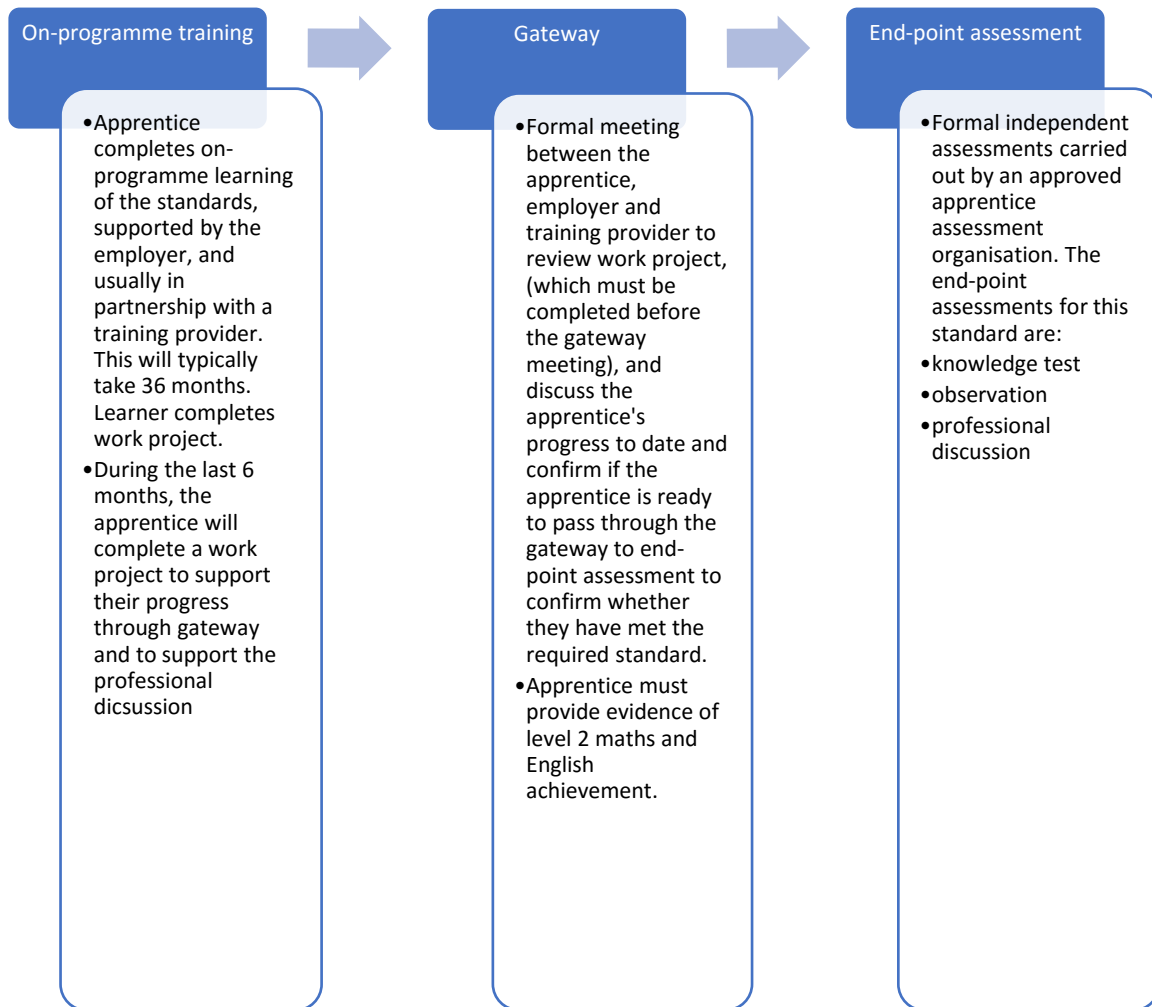 On-programme training
•Apprentice
completes on-
programme learning
of the standards,
supported by the
employer, and
usually in
partnership with a
training provider.
This will typically
take 36 months.
Learner completes
work project.
•During the last 6
months, the
apprentice will
complete a work
project to support
their progress
through gateway
and to support the
professional
dicsussion
Gateway
•Formal meeting
between the
apprentice,
employer and
training provider to
review work project,
(which must be
completed before
the gateway
meeting), and
discuss the
apprentice's
progress to date and
confirm if the
apprentice is ready
to pass through the
gateway to end-
point assessment to
confirm whether
they have met the
required standard.
•Apprentice must
provide evidence of
level 2 maths and
English
achievement.
End-point assessment
•Formal independent
assessments carried
out by an approved
apprentice
assessment
organisation. The
end-point
assessments for this
standard are:
•knowledge test
•observation
•professional
discussion